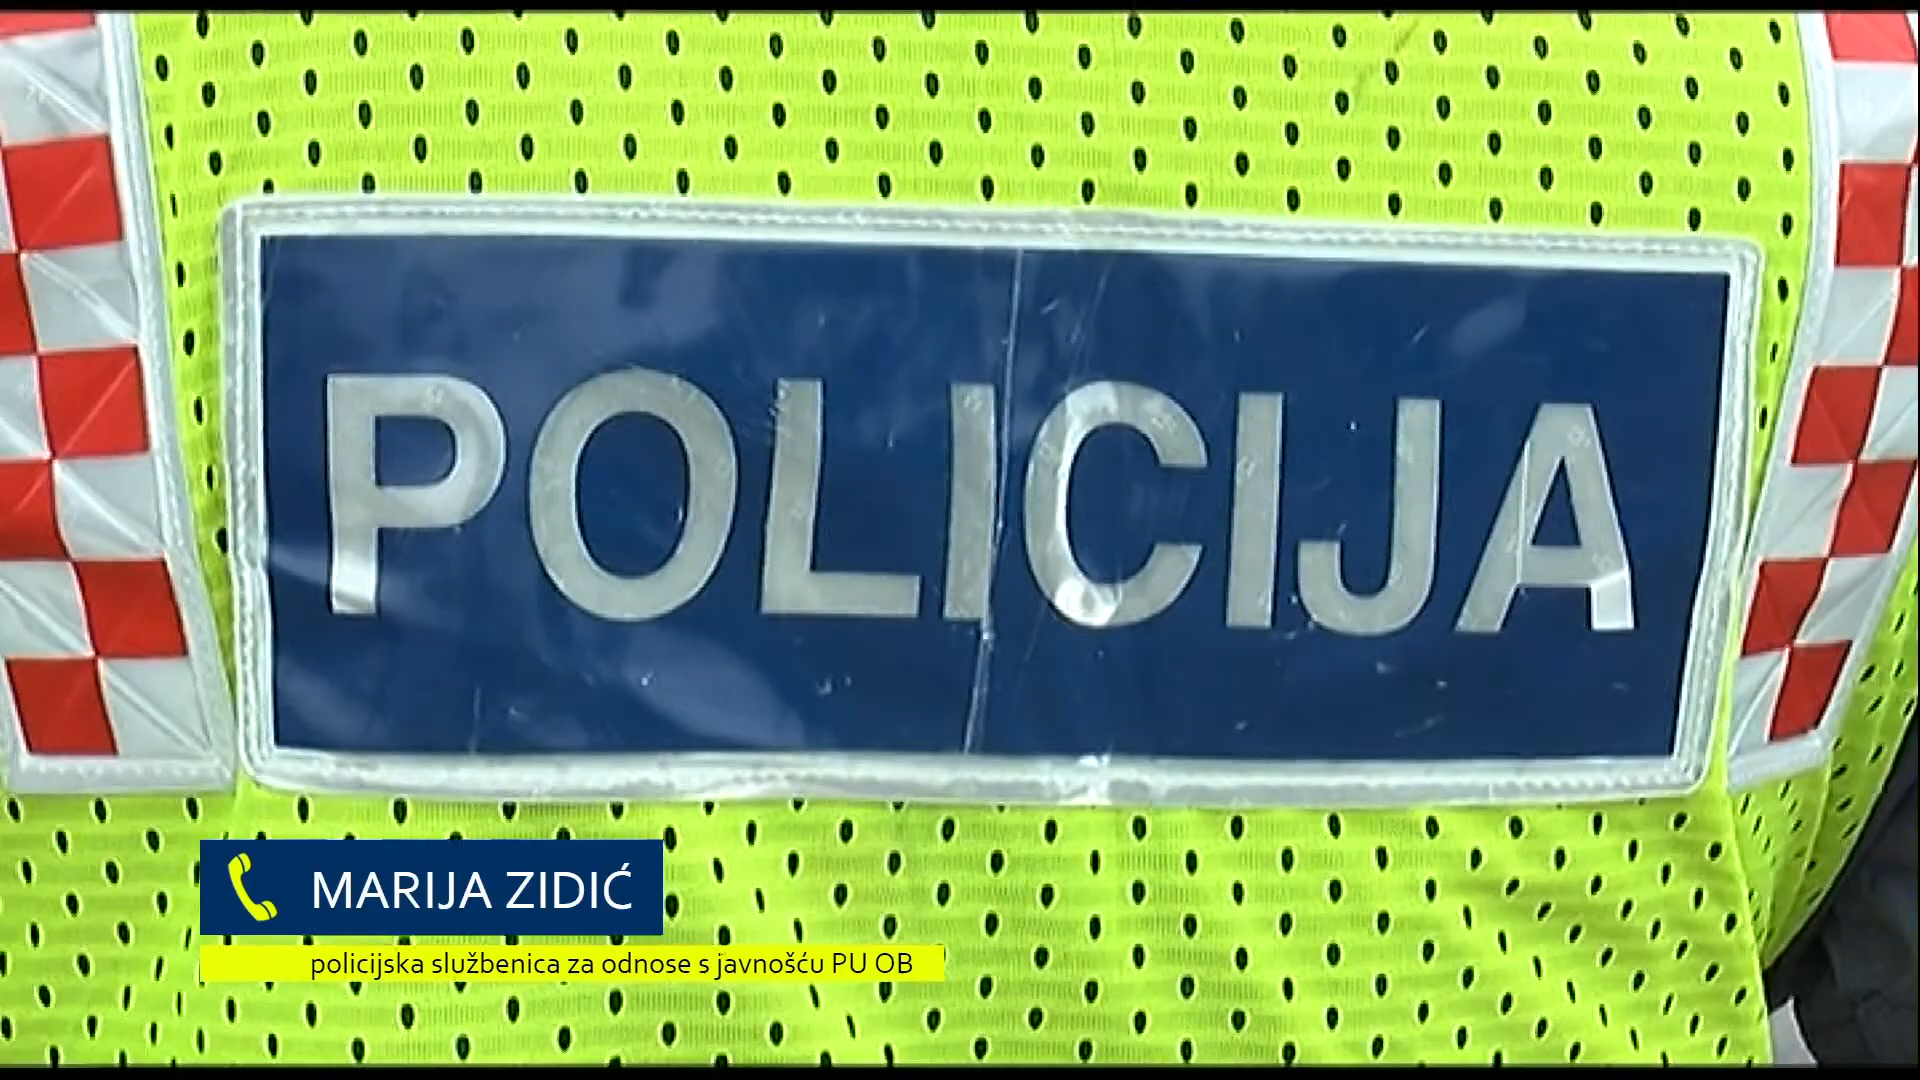 POLICIJA
MARIJA ZIDIĆ
policijska službenica za odnose s javnošću PU OB